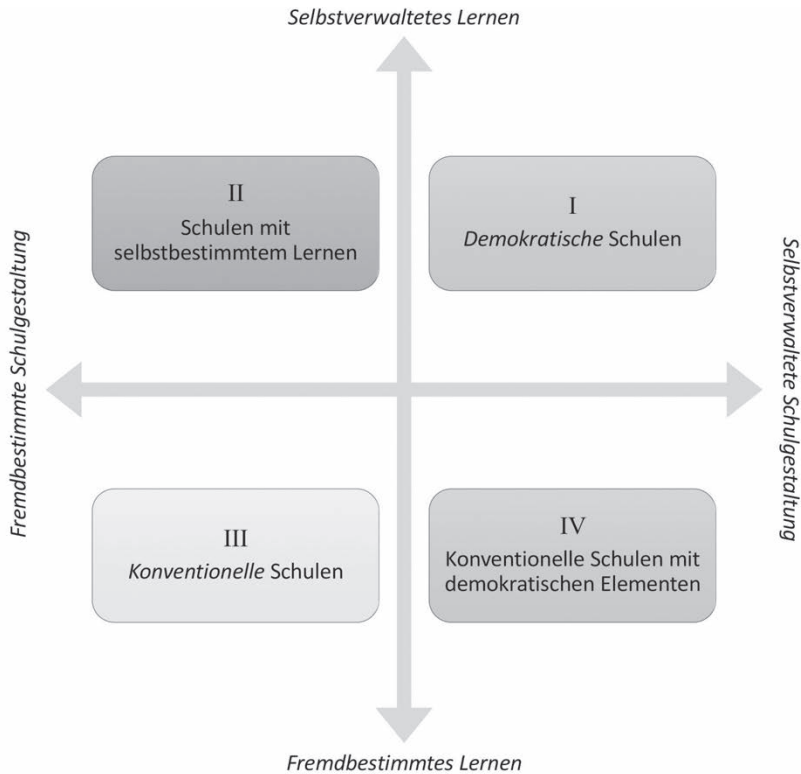 Selbstverwaltetes Lernen
II
Schulen mit
selbstbestimmtem Lernen
I
Demokratische Schulen
Fremdbestimmte Schulgestaltung
Selbstverwaltete Schulgestaltung
III
Konventionelle Schulen
IV
Konventionelle Schulen mit
demokratischen Elementen
Fremdbestimmtes Lernen